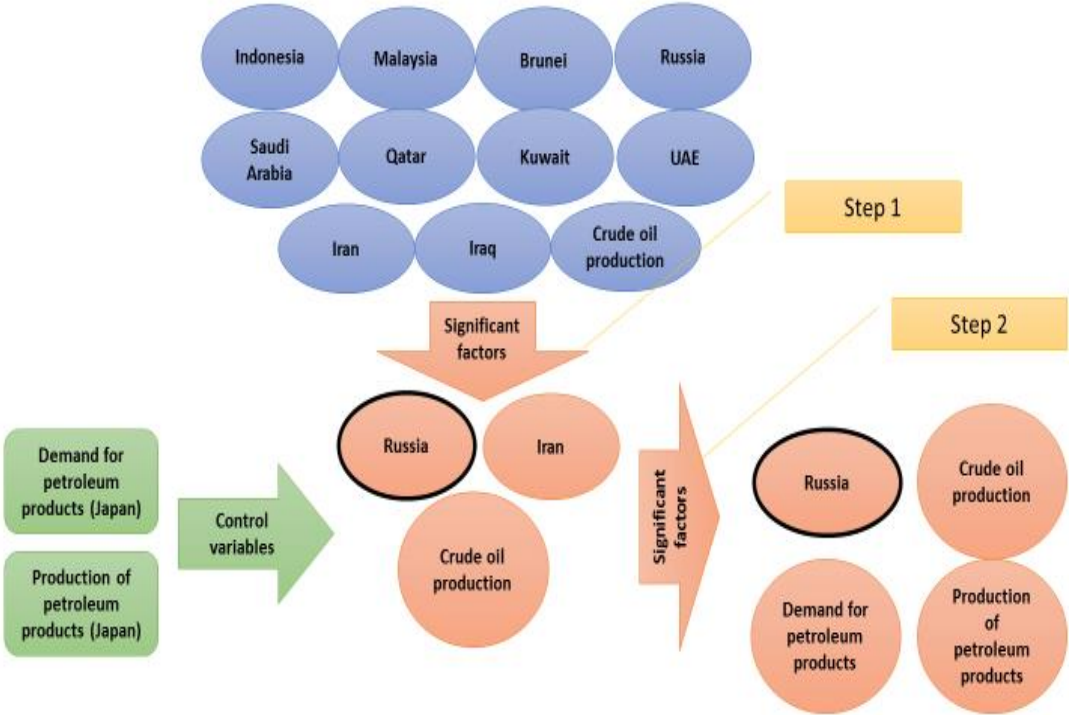 Indonesia
Malaysia
Brunei
Russia
Saudi
Arabia
Qatar
Kuwait
UAE
Iran
Iraq
Crude oil
production
Step 1
Significant
factors
Step 2
Demand for
petroleum
products (Japan)
Production of
petroleum
products (Japan)
Control
variables
Russia
Iran
Crude oil
production
Significant
factors
Russia
Crude oil
production
Demand for
petroleum
products
Production
of
petroleum
products